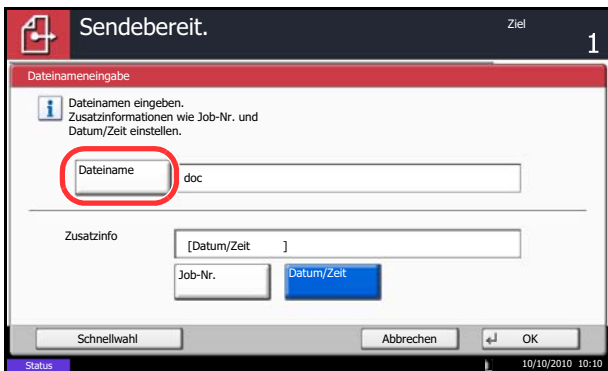 Sendebereit.
Ziel
1
Dateinameneingabe
Dateinamen eingeben.
Zusatzinformationen wie Job-Nr. und
Datum/Zeit einstellen.
Dateiname
doc
Zusatzinfo
[Datum/Zeit ]
Job-Nr.
Datum/Zeit
Schnellwahl
Abbrechen
OK
Status
10/10/2010 10:10